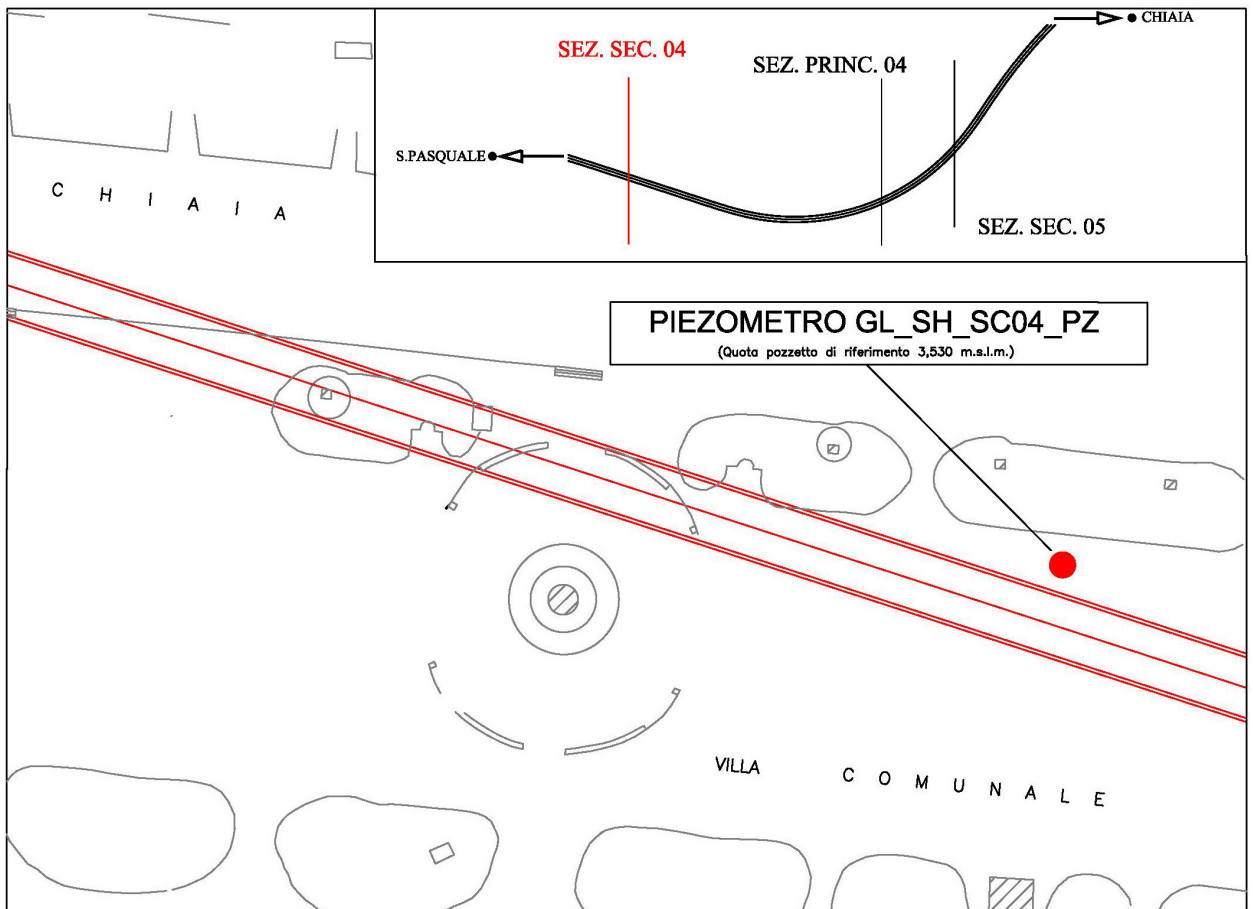 CHIAIA
SEZ. SEC. 04
SEZ. PRINC. 04
S.PASQUALE
SEZ. SEC. 05
C H I A I A
PIEZOMETRO GL_SH_SC04_PZ
(Quota pozzetto di riferimento 3,530 m.s.l.m.)
VILLA C O M U N A L E